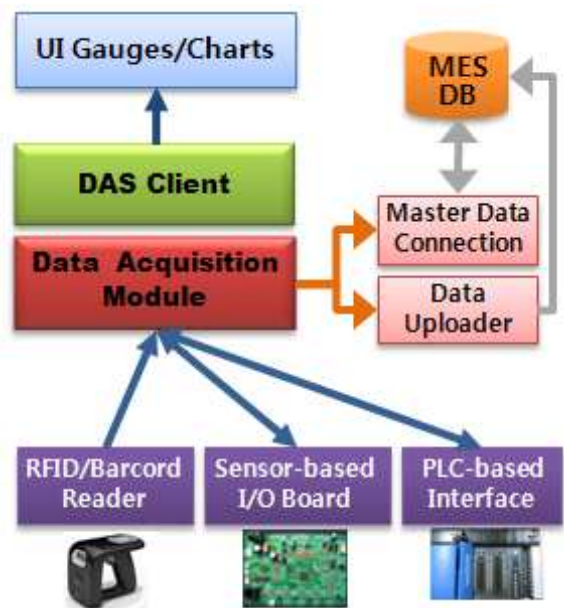 UI Gauges/Charts
MES
DB
DAS Client
Master Data
Connection
Data Acquisition
Module
Data
Uploader
RFID/Barcord
Reader
Sensor-based
I/O Board
PLC-based
Interface